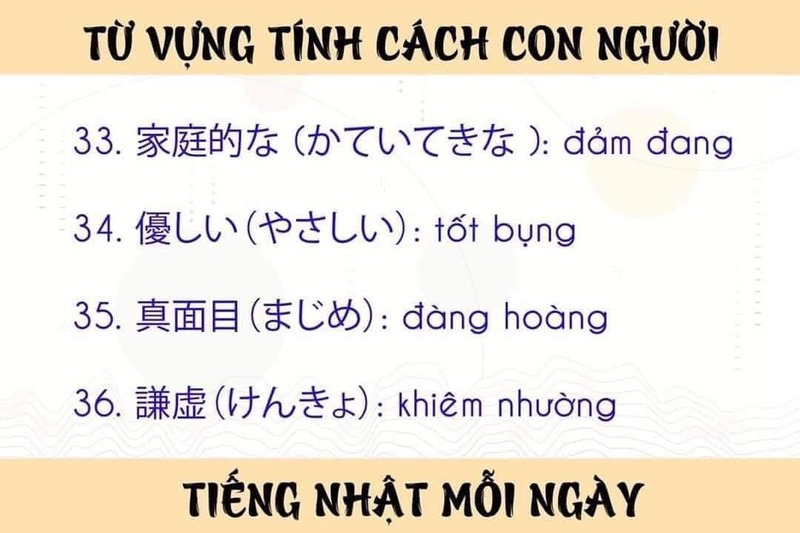 TỪ VỰNG TÍNH CÁCH CON NGƯỜI
33. 家庭的な (かていてきな ): đảm đang
34. 優しい (やさしい): tốt bụng
35. 真面目 (まじめ): đàng hoàng
36. 謙虚 (けんきょ): khiêm nhường
TIẾNG NHẬT MỖI NGÀY